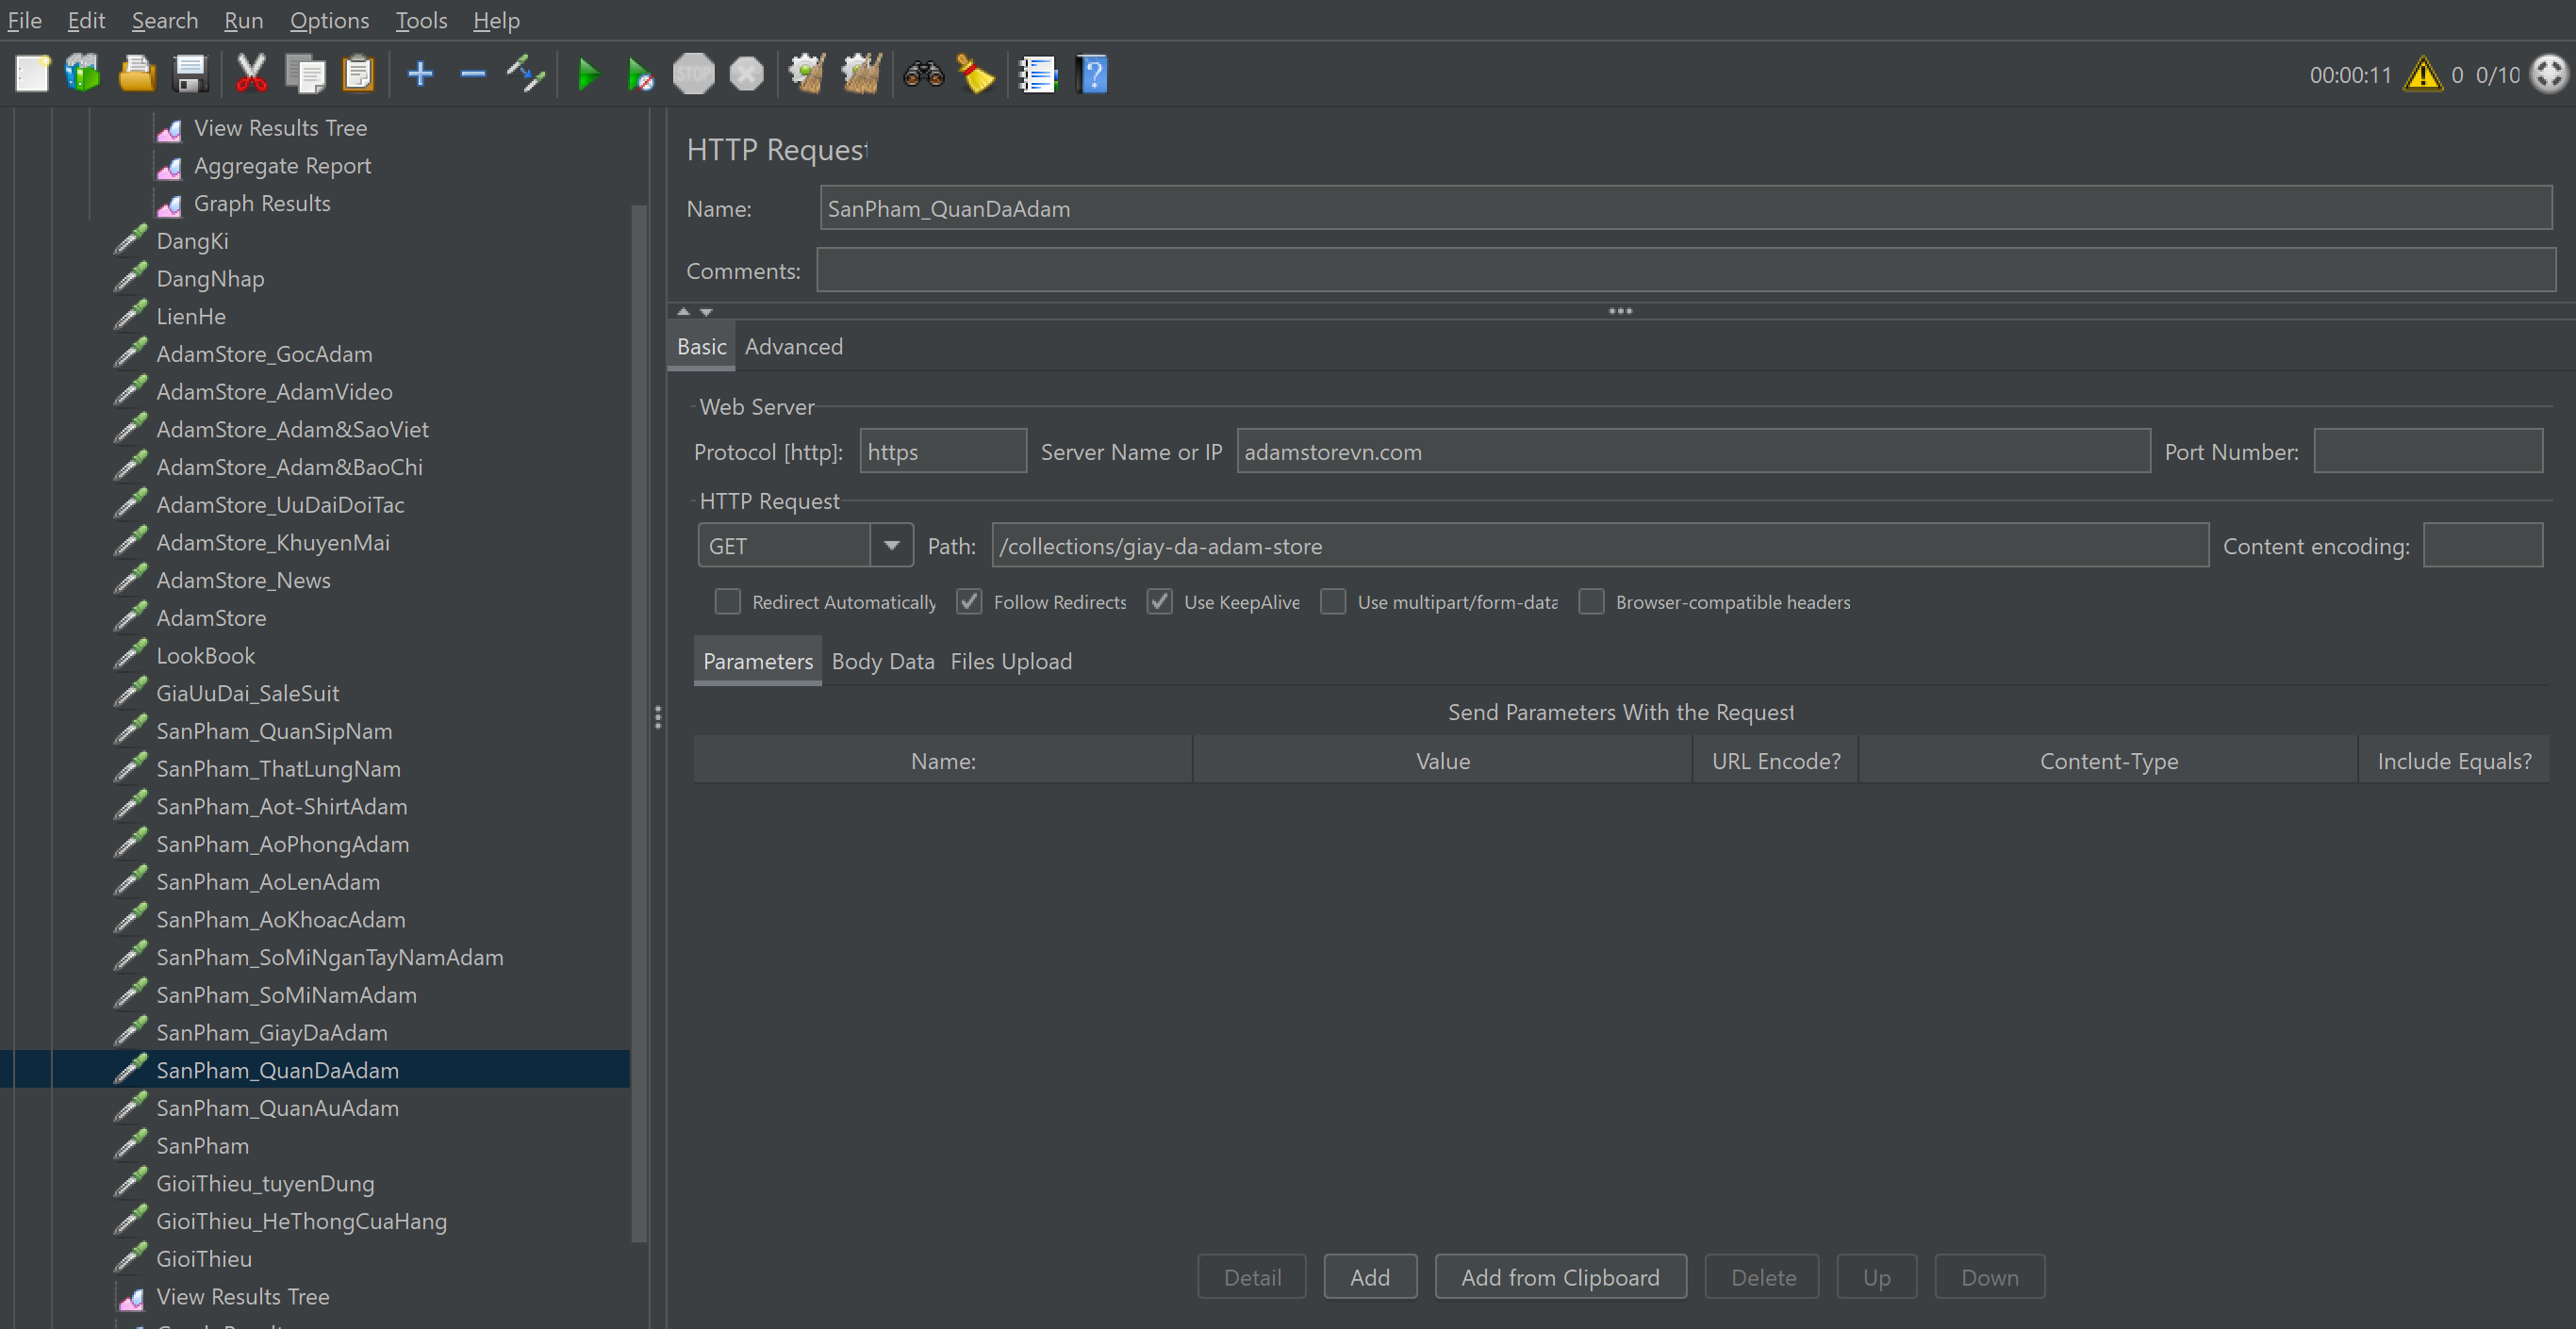 File Edit Search Run Options Tools Help
STOP
00:00:11 0 0/10
View Results Tree
Aggregate Report
Graph Results
DangKi
DangNhap
LienHe
AdamStore_GocAdam
AdamStore_AdamVideo
AdamStore_Adam&SaoViet
AdamStore_Adam&BaoChi
AdamStore_UuDaiDoiTac
AdamStore_KhuyenMai
AdamStore_News
AdamStore
LookBook
GiaUuDai_SaleSuit
SanPham_QuanSipNam
SanPham_ThatLungNam
SanPham_Aot-ShirtAdam
SanPham_AoPhongAdam
SanPham_AoLenAdam
SanPham_AoKhoacAdam
SanPham_SoMiNganTayNamAdam
SanPham_SoMiNamAdam
SanPham_GiayDaAdam
SanPham_QuanDaAdam
SanPham_QuanAuAdam
SanPham
GioiThieu_tuyenDung
GioiThieu_HeThongCuaHang
GioiThieu
View Results Tree
HTTP Request
Name: SanPham_QuanDaAdam
Comments:
Basic Advanced
Web Server
Protocol [http]: https Server Name or IP adamstorevn.com Port Number:
HTTP Request
GET Path: /collections/giay-da-adam-store Content encoding:
Redirect Automatically Follow Redirects Use KeepAlive Use multipart/form-data Browser-compatible headers
Parameters Body Data Files Upload
Send Parameters With the Request
Name: Value URL Encode? Content-Type Include Equals?
Detail Add Add from Clipboard Delete Up Down